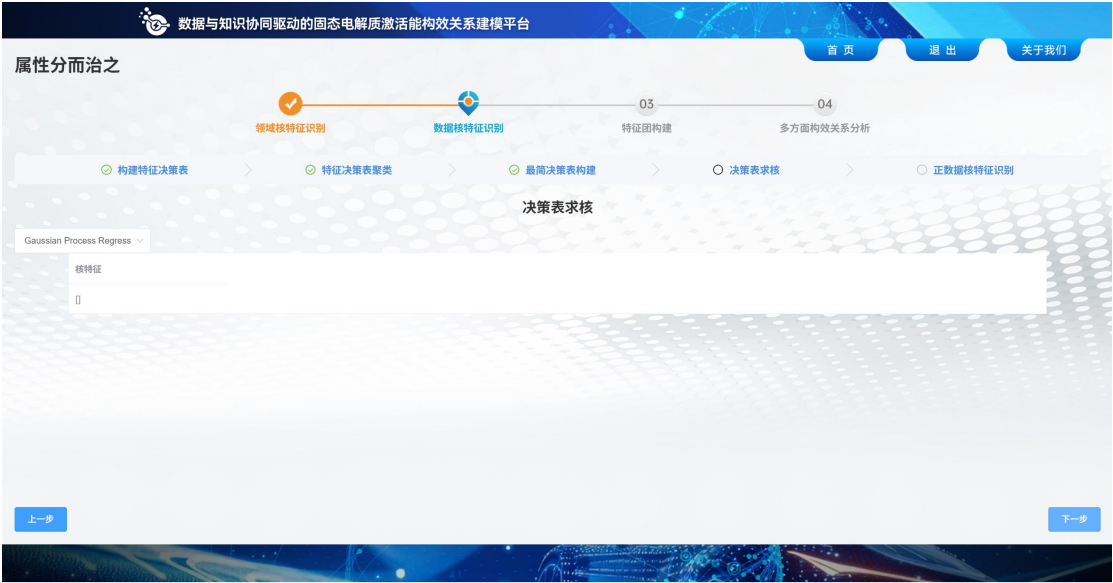 数据与知识协同驱动的固态电解质激活能构效关系建模平台
首 页
退 出
关于我们
属性分而治之
03
04
领域核特征识别
数据核特征识别
特征团构建
多方面构效关系分析
构建特征决策表
特征决策表聚类
最简决策表构建
决策表求核
正数据核特征识别
决策表求核
Gaussian Process Regress
核特征
[]
上一步
下一步